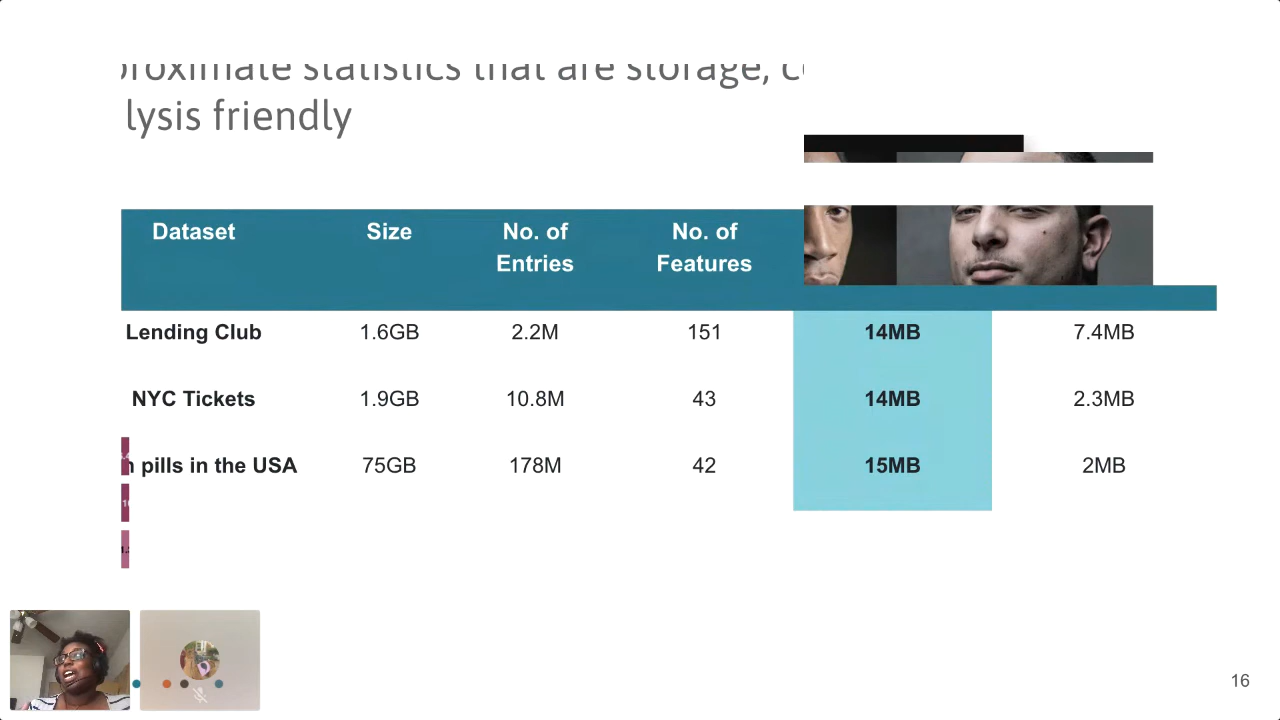 statistics that are storage,
lysis friendly
Dataset Size No. of Entries No. of Features
Lending Club 1.6GB 2.2M 151 14MB 7.4MB
NYC Tickets 1.9GB 10.8M 43 14MB 2.3MB
pills in the USA 75GB 178M 42 15MB 2MB
16